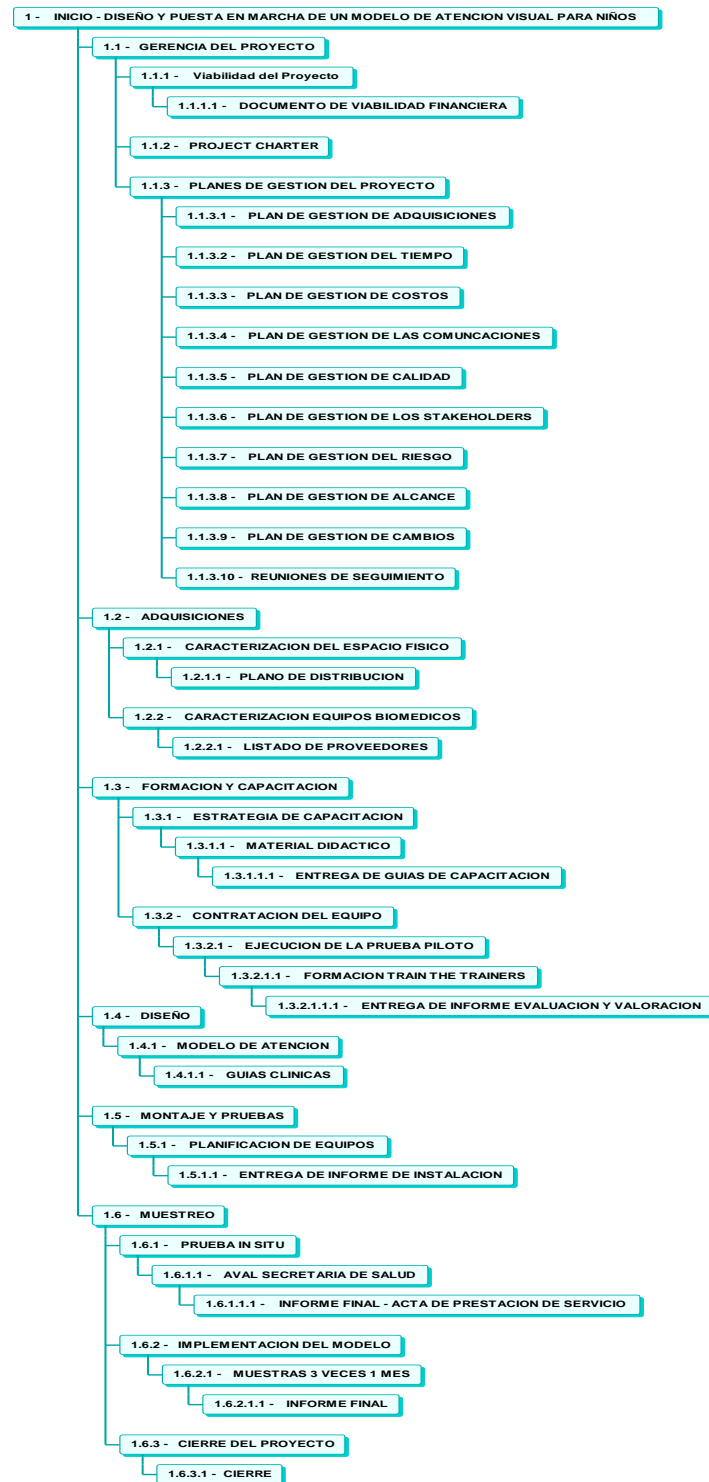 1 - INICIO - DISEÑO Y PUESTA EN MARCHA DE UN MODELO DE ATENCION VISUAL PARA NIÑOS
1.1 - GERENCIA DEL PROYECTO
1.1.1 - Viabilidad del Proyecto
1.1.1.1 - DOCUMENTO DE VIABILIDAD FINANCIERA
1.1.2 - PROJECT CHARTER
1.1.3 - PLANES DE GESTION DEL PROYECTO
1.1.3.1 - PLAN DE GESTION DE ADQUISICIONES
1.1.3.2 - PLAN DE GESTION DEL TIEMPO
1.1.3.3 - PLAN DE GESTION DE COSTOS
1.1.3.4 - PLAN DE GESTION DE LAS COMUNCACIONES
1.1.3.5 - PLAN DE GESTION DE CALIDAD
1.1.3.6 - PLAN DE GESTION DE LOS STAKEHOLDERS
1.1.3.7 - PLAN DE GESTION DEL RIESGO
1.1.3.8 - PLAN DE GESTION DE ALCANCE
1.1.3.9 - PLAN DE GESTION DE CAMBIOS
1.1.3.10 - REUNIONES DE SEGUIMIENTO
1.2 - ADQUISICIONES
1.2.1 - CARACTERIZACION DEL ESPACIO FISICO
1.2.1.1 - PLANO DE DISTRIBUCION
1.2.2 - CARACTERIZACION EQUIPOS BIOMEDICOS
1.2.2.1 - LISTADO DE PROVEEDORES
1.3 - FORMACION Y CAPACITACION
1.3.1 - ESTRATEGIA DE CAPACITACION
1.3.1.1 - MATERIAL DIDACTICO
1.3.1.1.1 - ENTREGA DE GUIAS DE CAPACITACION
1.3.2 - CONTRATACION DEL EQUIPO
1.3.2.1 - EJECUCION DE LA PRUEBA PILOTO
1.3.2.1.1 - FORMACION TRAIN THE TRAINERS
1.3.2.1.1.1 - ENTREGA DE INFORME EVALUACION Y VALORACION
1.4 - DISEÑO
1.4.1 - MODELO DE ATENCION
1.4.1.1 - GUIAS CLINICAS
1.5 - MONTAJE Y PRUEBAS
1.5.1 - PLANIFICACION DE EQUIPOS
1.5.1.1 - ENTREGA DE INFORME DE INSTALACION
1.6 - MUESTREO
1.6.1 - PRUEBA IN SITU
1.6.1.1 - AVAL SECRETARIA DE SALUD
1.6.1.1.1 - INFORME FINAL - ACTA DE PRESTACION DE SERVICIO
1.6.2 - IMPLEMENTACION DEL MODELO
1.6.2.1 - MUESTRAS 3 VECES 1 MES
1.6.2.1.1 - INFORME FINAL
1.6.3 - CIERRE DEL PROYECTO
1.6.3.1 - CIERRE